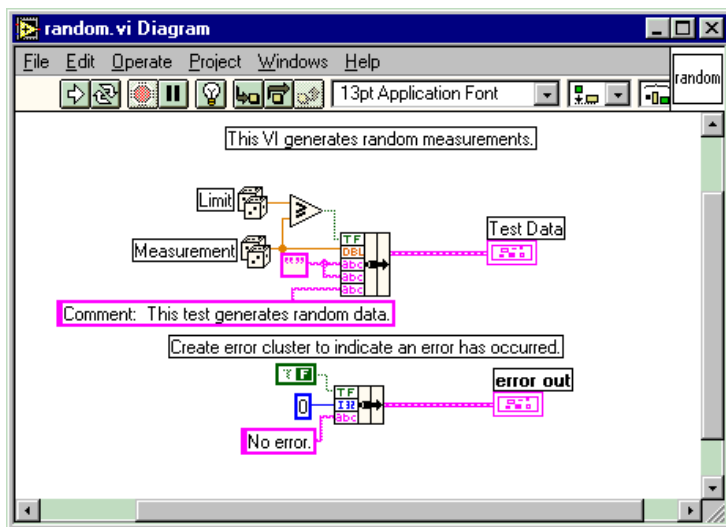 random.vi Diagram
File Edit Operate Project Windows Help
random
13pt Application Font
This VI generates random measurements.
Limit
Test Data
TF
Measurement
DBL
""
abc
abc
abc
Comment: This test generates random data.
Create error cluster to indicate an error has occurred.
F
TF
error out
0
I32
abc
No error.